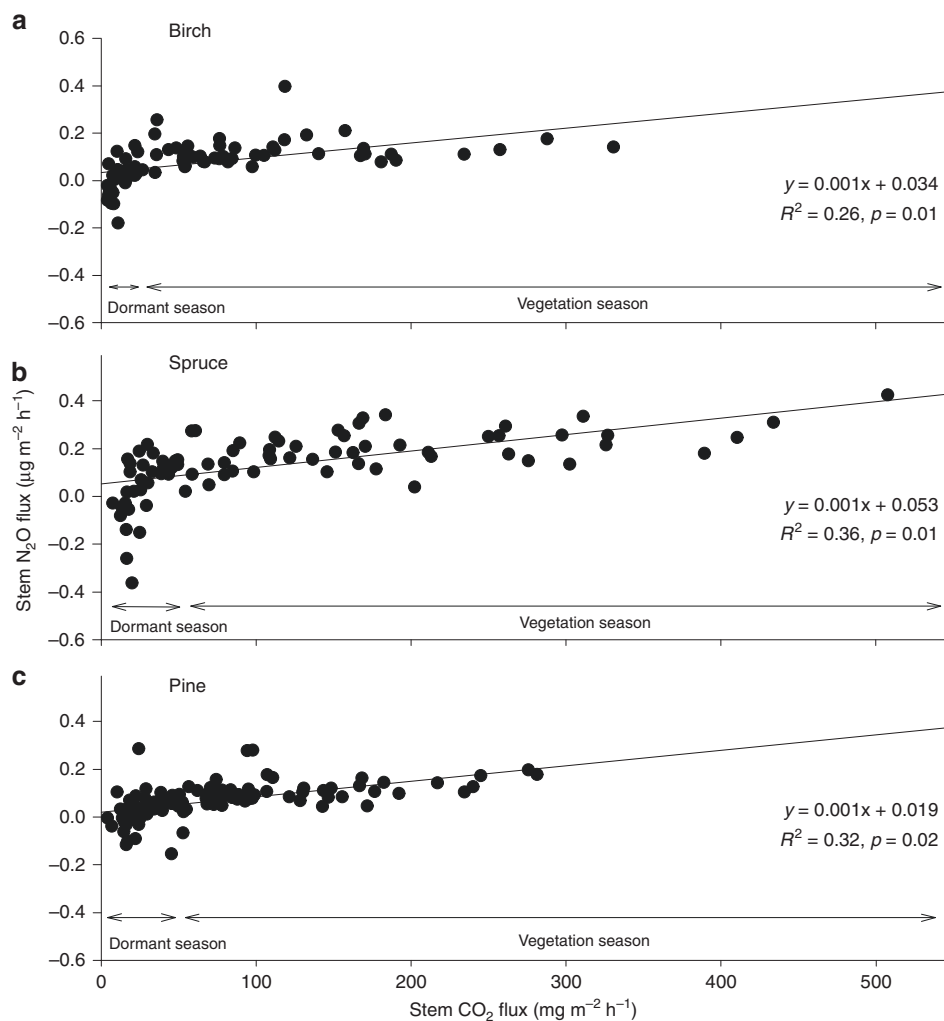 a
Birch
0.6
0.4
0.2
0.0
–0.2
–0.4
–0.6
y = 0.001x + 0.034
R² = 0.26, p = 0.01
Dormant season
Vegetation season
b
Spruce
0.4
0.2
0.0
–0.2
–0.4
–0.6
Stem N₂O flux (µg m⁻² h⁻¹)
y = 0.001x + 0.053
R² = 0.36, p = 0.01
Dormant season
Vegetation season
c
Pine
0.4
0.2
0.0
–0.2
–0.4
–0.6
y = 0.001x + 0.019
R² = 0.32, p = 0.02
Dormant season
Vegetation season
0 100 200 300 400 500
Stem CO₂ flux (mg m⁻² h⁻¹)